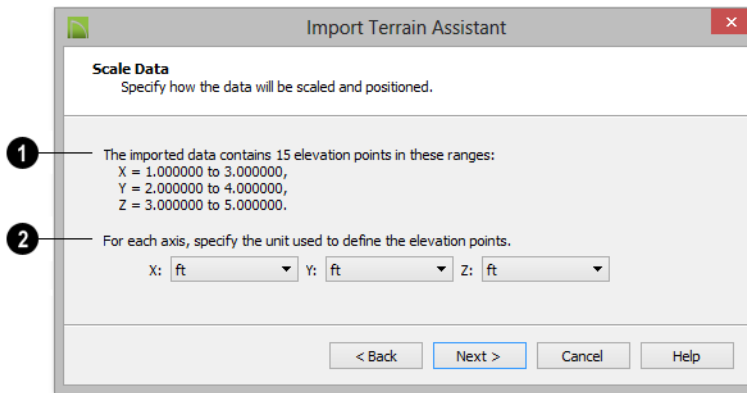 Import Terrain Assistant
Scale Data
Specify how the data will be scaled and positioned.
1 The imported data contains 15 elevation points in these ranges:
X = 1.000000 to 3.000000,
Y = 2.000000 to 4.000000,
Z = 3.000000 to 5.000000.
2 For each axis, specify the unit used to define the elevation points.
X: ft Y: ft Z: ft
< Back Next > Cancel Help